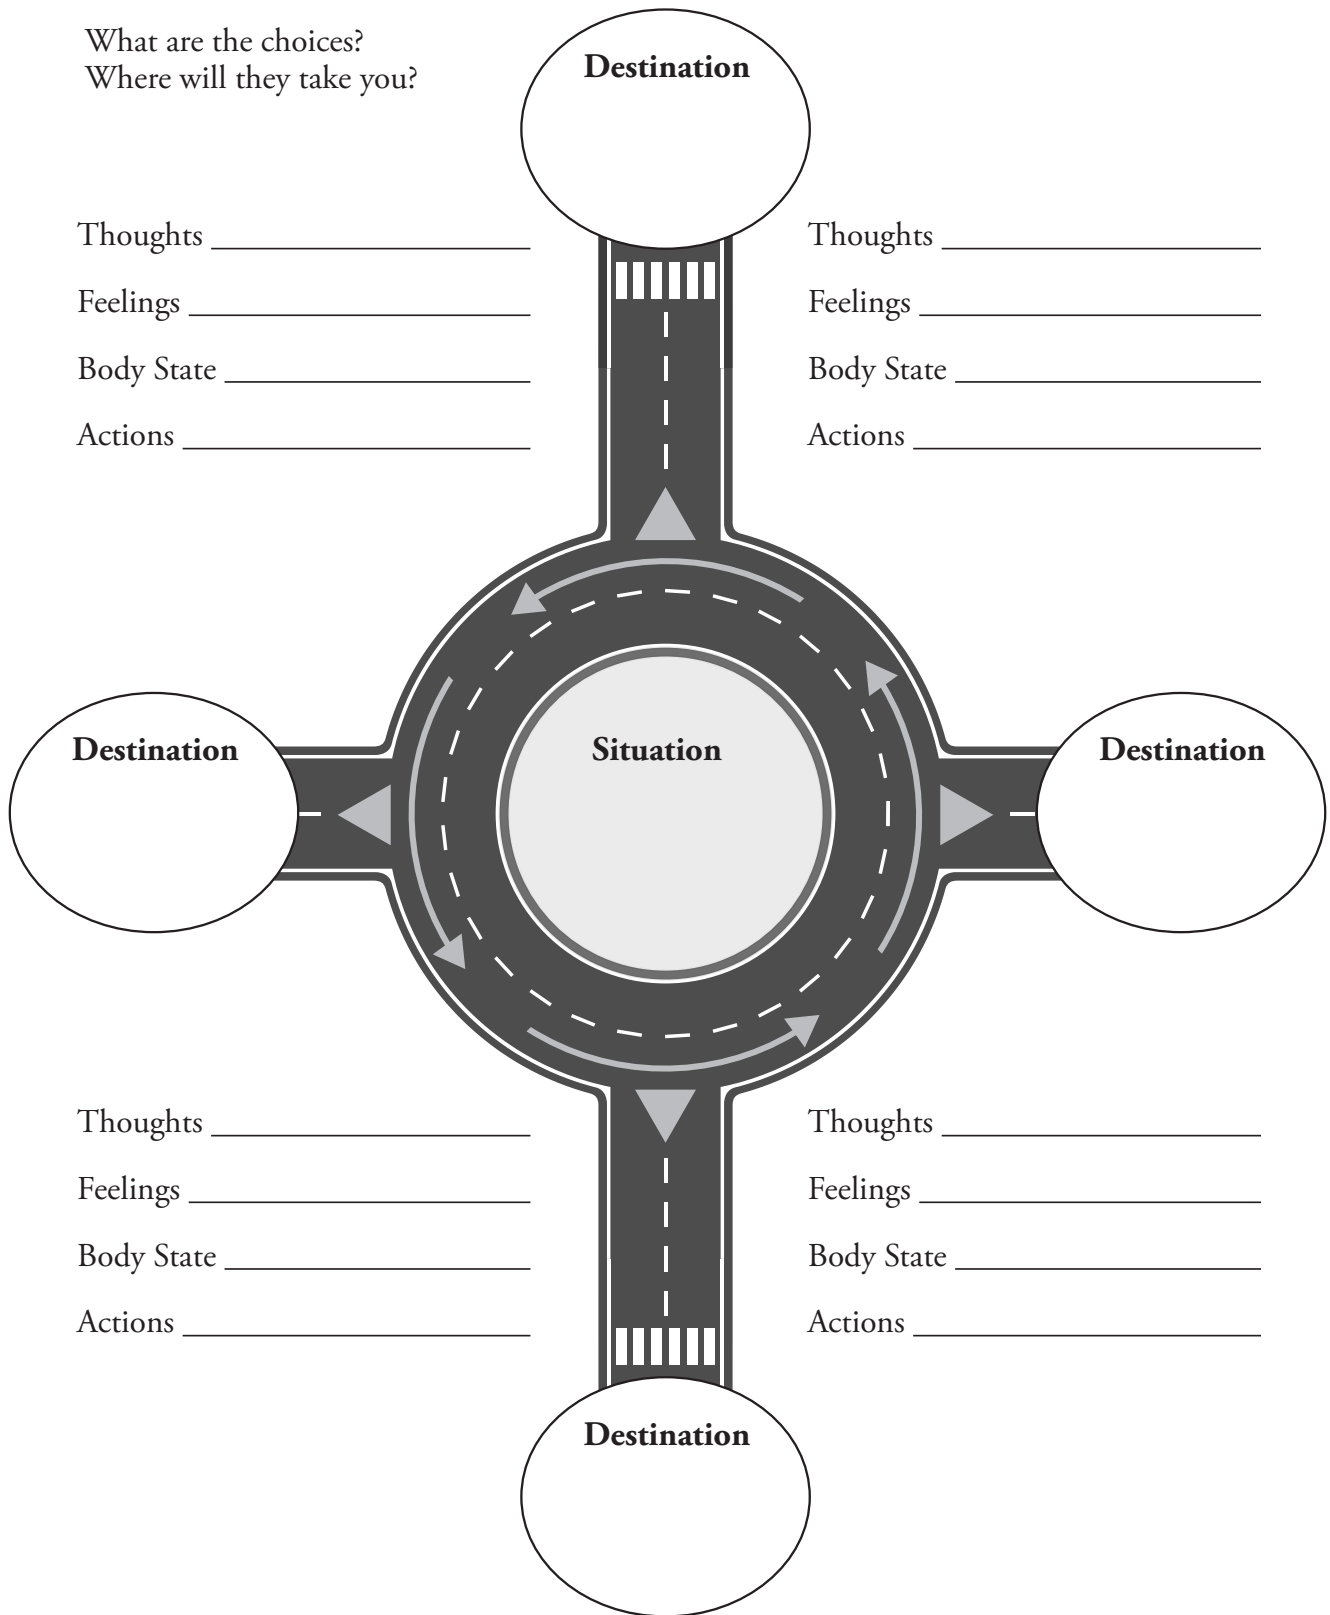 What are the choices?
Where will they take you?
Destination
Thoughts
Feelings
Body State
Actions
Thoughts
Feelings
Body State
Actions
Destination
Situation
Destination
Thoughts
Feelings
Body State
Actions
Thoughts
Feelings
Body State
Actions
Destination